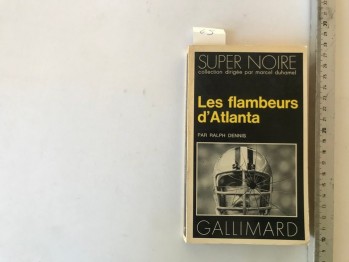 SUPER NOIRE
collection dirigée par marcel duhamel
Les flambeurs
d'Atlanta
PAR RALPH DENNIS
GALLIMARD